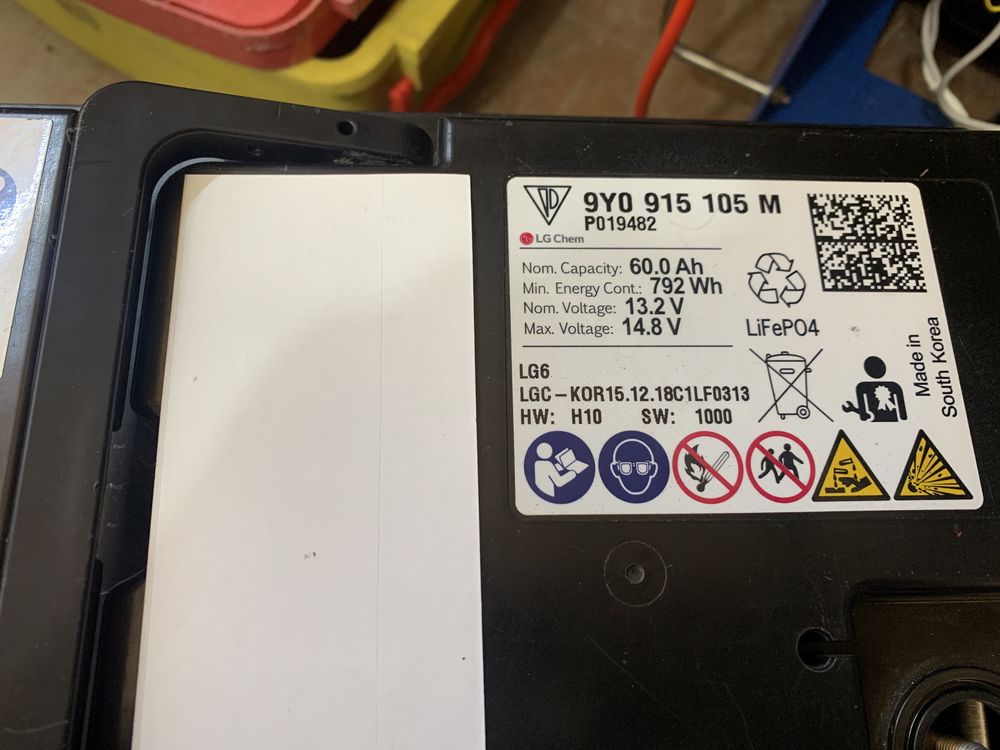 9Y0 915 105 M
P019482
LG Chem
Nom. Capacity: 60.0 Ah
Min. Energy Cont.: 792 Wh
Nom. Voltage: 13.2 V
Max. Voltage: 14.8 V
LiFePO4
Made in
South Korea
LG6
LGC-KOR15.12.18C1LF0313
HW: H10 SW: 1000